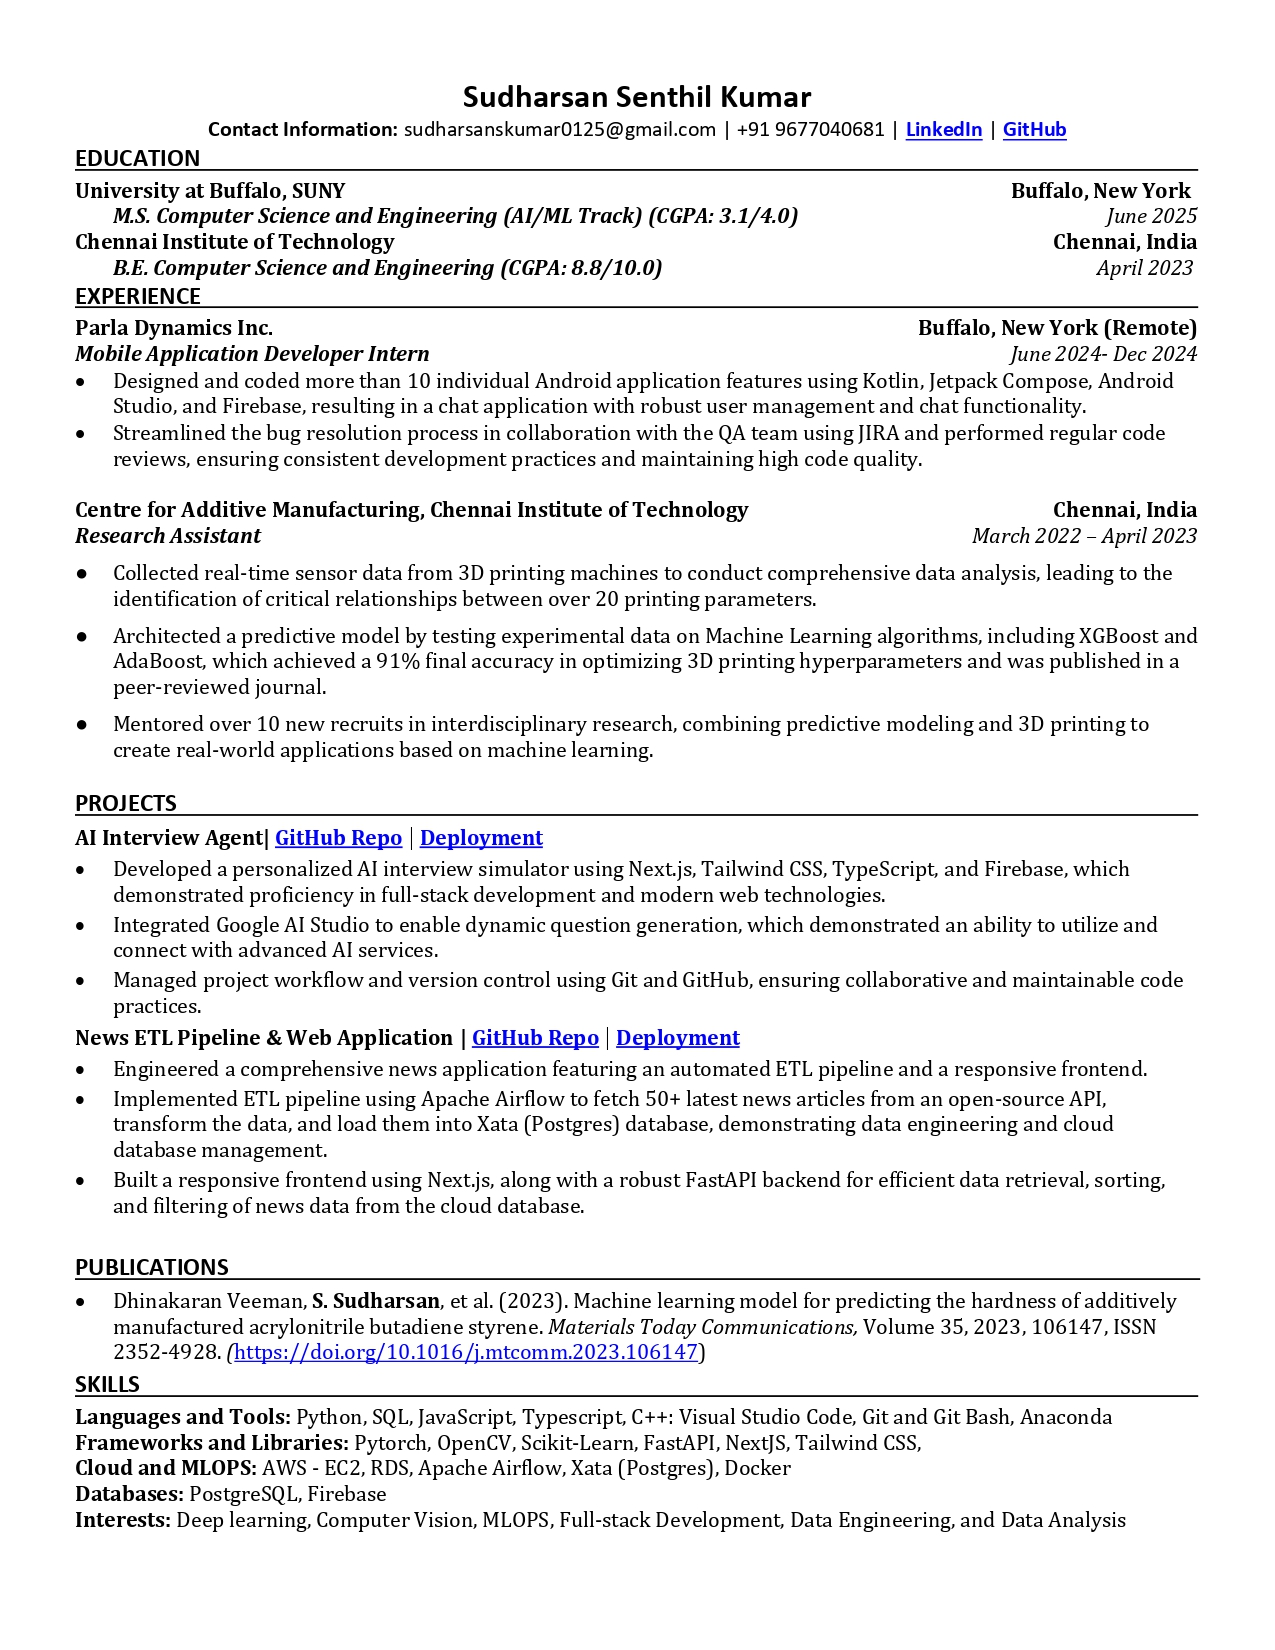 Sudharsan Senthil Kumar
Contact Information: sudharsanskumar0125@gmail.com | +91 9677040681 | LinkedIn | GitHub
EDUCATION
University at Buffalo, SUNY Buffalo, New York
M.S. Computer Science and Engineering (AI/ML Track) (CGPA: 3.1/4.0) June 2025
Chennai Institute of Technology Chennai, India
B.E. Computer Science and Engineering (CGPA: 8.8/10.0) April 2023
EXPERIENCE
Parla Dynamics Inc. Buffalo, New York (Remote)
Mobile Application Developer Intern June 2024- Dec 2024
• Designed and coded more than 10 individual Android application features using Kotlin, Jetpack Compose, Android
Studio, and Firebase, resulting in a chat application with robust user management and chat functionality.
• Streamlined the bug resolution process in collaboration with the QA team using JIRA and performed regular code
reviews, ensuring consistent development practices and maintaining high code quality.
Centre for Additive Manufacturing, Chennai Institute of Technology Chennai, India
Research Assistant March 2022 – April 2023
● Collected real-time sensor data from 3D printing machines to conduct comprehensive data analysis, leading to the
identification of critical relationships between over 20 printing parameters.
● Architected a predictive model by testing experimental data on Machine Learning algorithms, including XGBoost and
AdaBoost, which achieved a 91% final accuracy in optimizing 3D printing hyperparameters and was published in a
peer-reviewed journal.
● Mentored over 10 new recruits in interdisciplinary research, combining predictive modeling and 3D printing to
create real-world applications based on machine learning.
PROJECTS
AI Interview Agent| GitHub Repo | Deployment
• Developed a personalized AI interview simulator using Next.js, Tailwind CSS, TypeScript, and Firebase, which
demonstrated proficiency in full-stack development and modern web technologies.
• Integrated Google AI Studio to enable dynamic question generation, which demonstrated an ability to utilize and
connect with advanced AI services.
• Managed project workflow and version control using Git and GitHub, ensuring collaborative and maintainable code
practices.
News ETL Pipeline & Web Application | GitHub Repo | Deployment
• Engineered a comprehensive news application featuring an automated ETL pipeline and a responsive frontend.
• Implemented ETL pipeline using Apache Airflow to fetch 50+ latest news articles from an open-source API,
transform the data, and load them into Xata (Postgres) database, demonstrating data engineering and cloud
database management.
• Built a responsive frontend using Next.js, along with a robust FastAPI backend for efficient data retrieval, sorting,
and filtering of news data from the cloud database.
PUBLICATIONS
• Dhinakaran Veeman, S. Sudharsan, et al. (2023). Machine learning model for predicting the hardness of additively
manufactured acrylonitrile butadiene styrene. Materials Today Communications, Volume 35, 2023, 106147, ISSN
2352-4928. (https://doi.org/10.1016/j.mtcomm.2023.106147)
SKILLS
Languages and Tools: Python, SQL, JavaScript, Typescript, C++: Visual Studio Code, Git and Git Bash, Anaconda
Frameworks and Libraries: Pytorch, OpenCV, Scikit-Learn, FastAPI, NextJS, Tailwind CSS,
Cloud and MLOPS: AWS - EC2, RDS, Apache Airflow, Xata (Postgres), Docker
Databases: PostgreSQL, Firebase
Interests: Deep learning, Computer Vision, MLOPS, Full-stack Development, Data Engineering, and Data Analysis